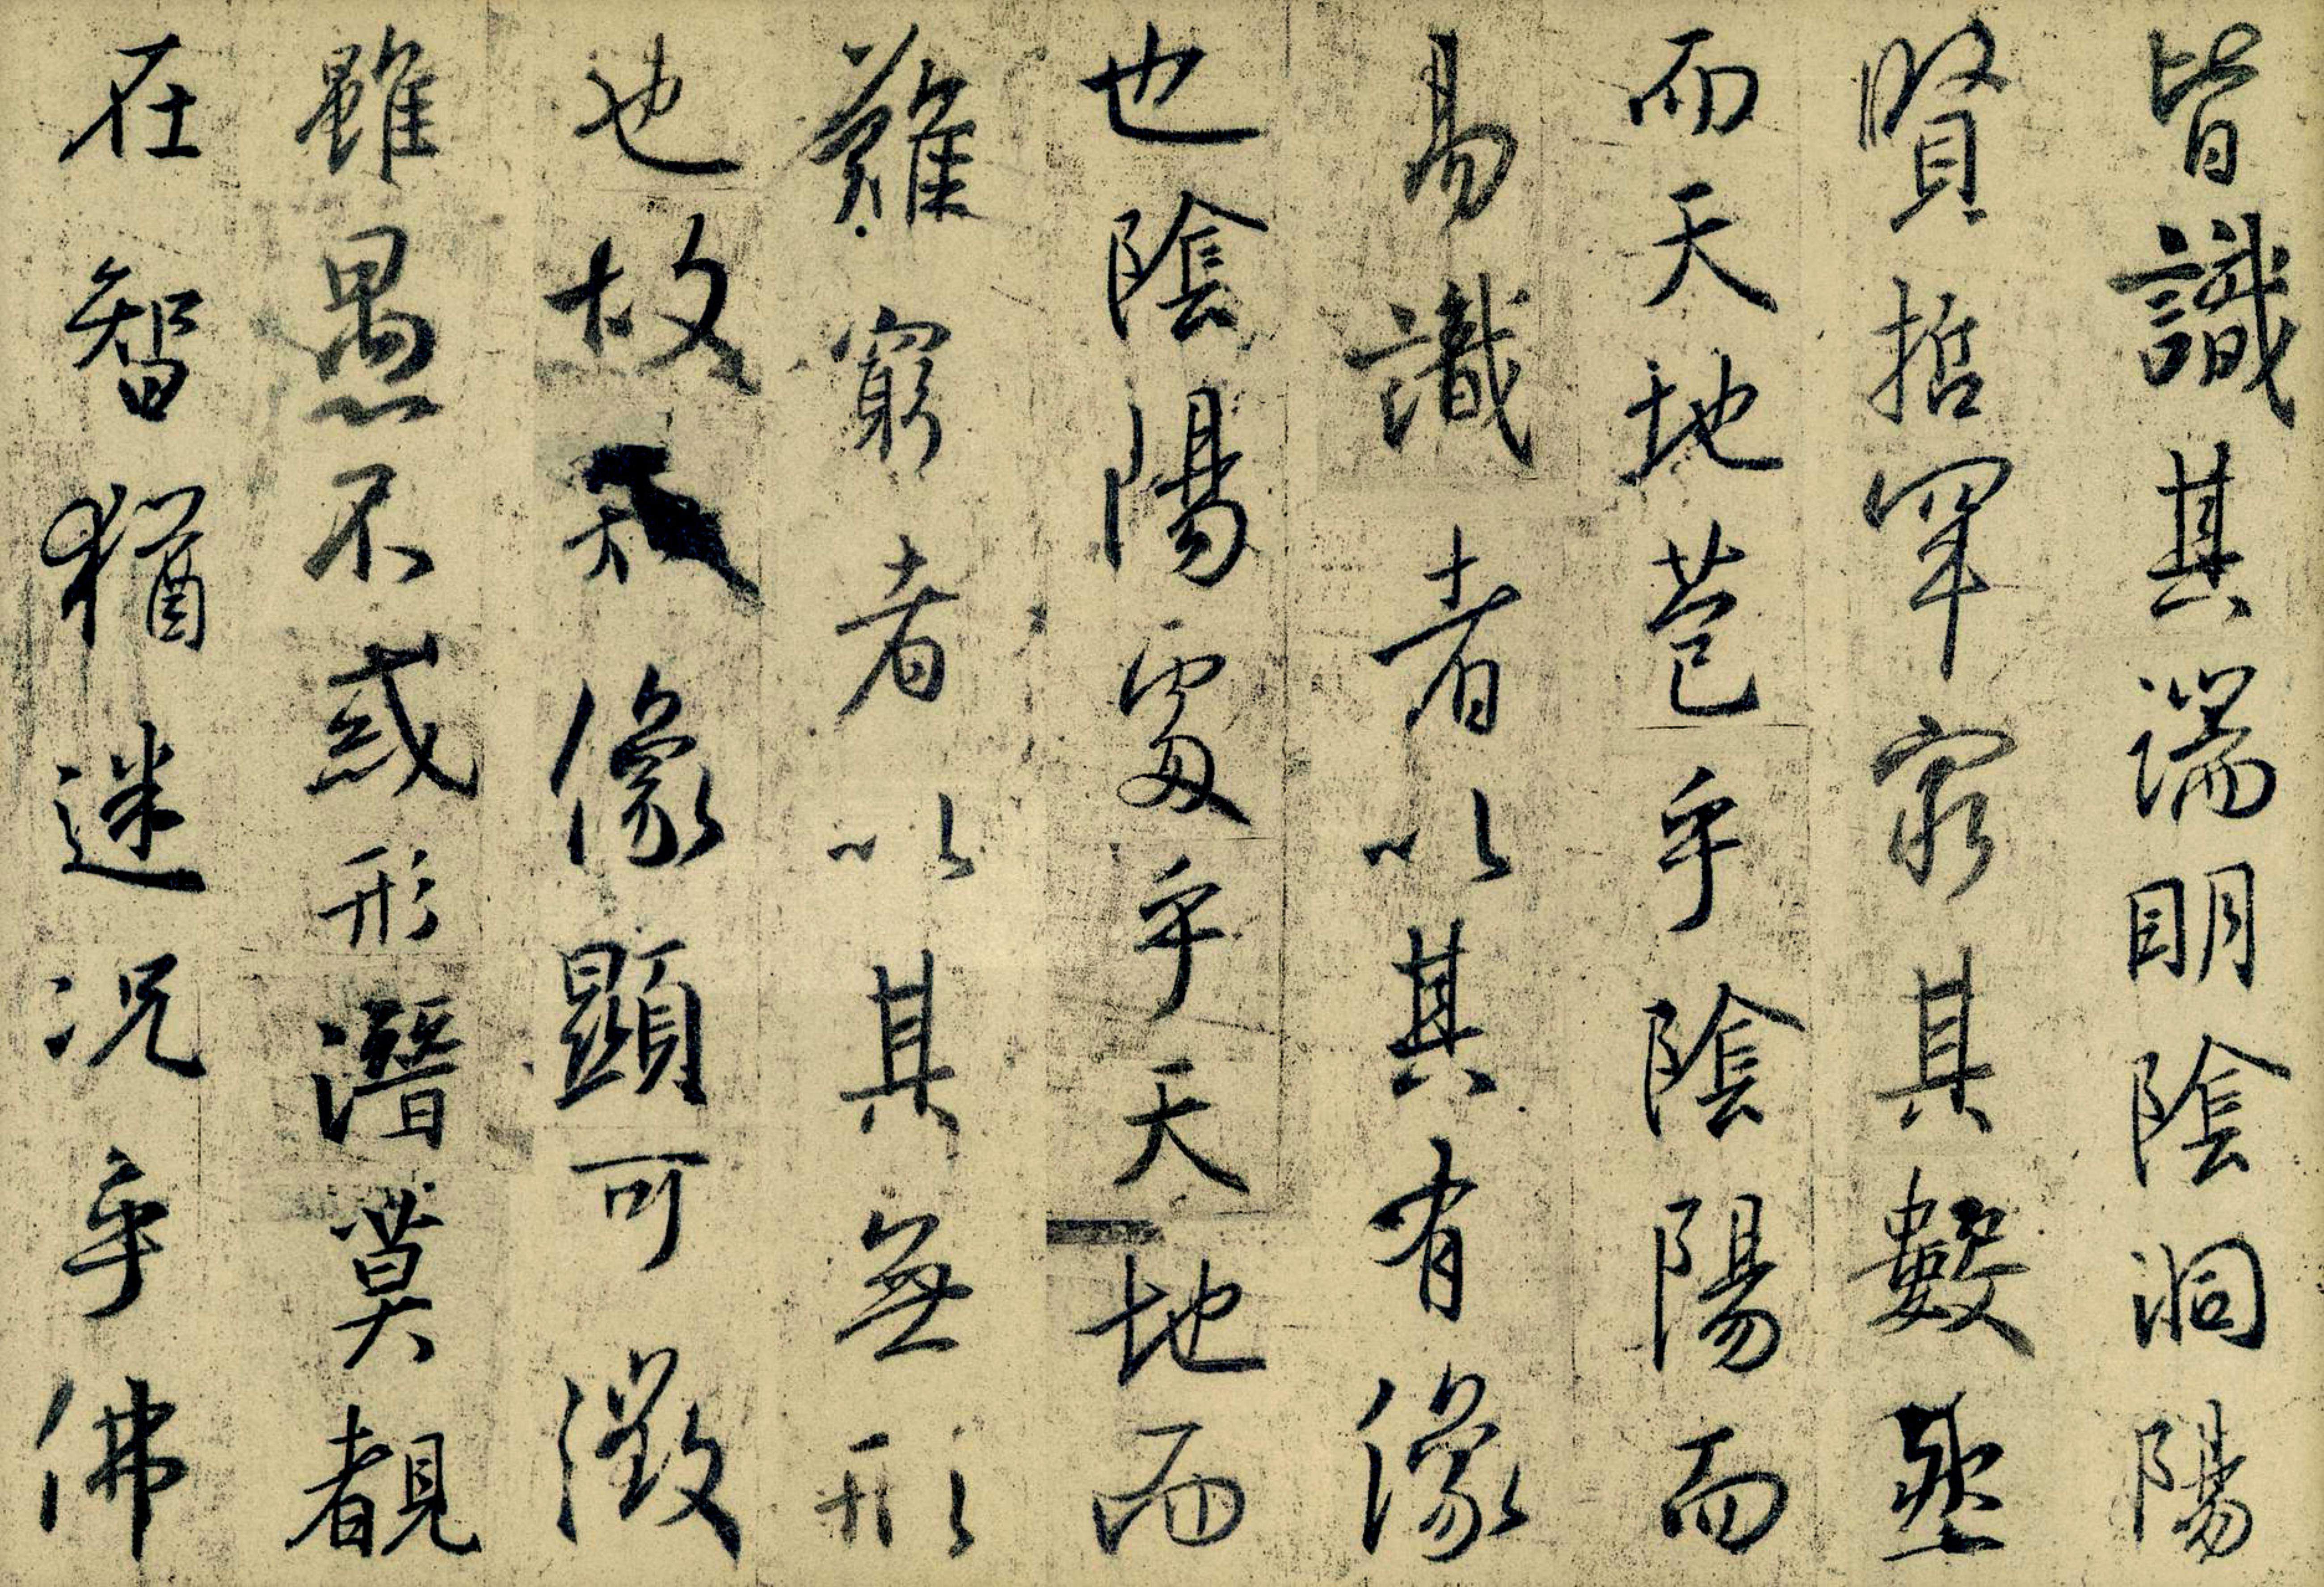 皆識其端明陰洞陽
賢哲罕窮其數然
而天地苞乎陰陽而
易識者以其有像
也陰陽處乎天地而
難窮者以其無形
也故知像顯可徵
雖愚不惑形潛莫覩
在智猶迷況乎佛